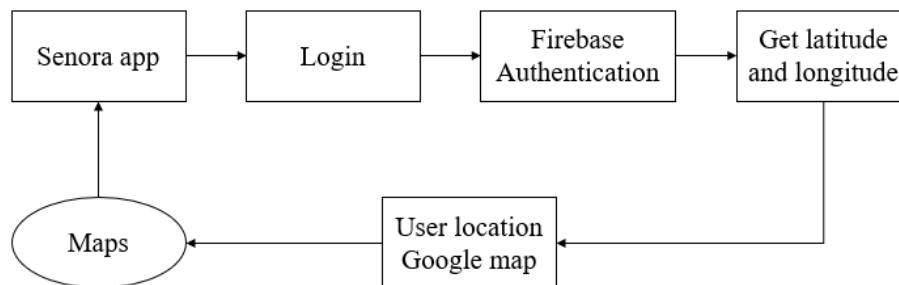 Senora app
Login
Firebase
Authentication
Get latitude
and longitude
User location
Google map
Maps